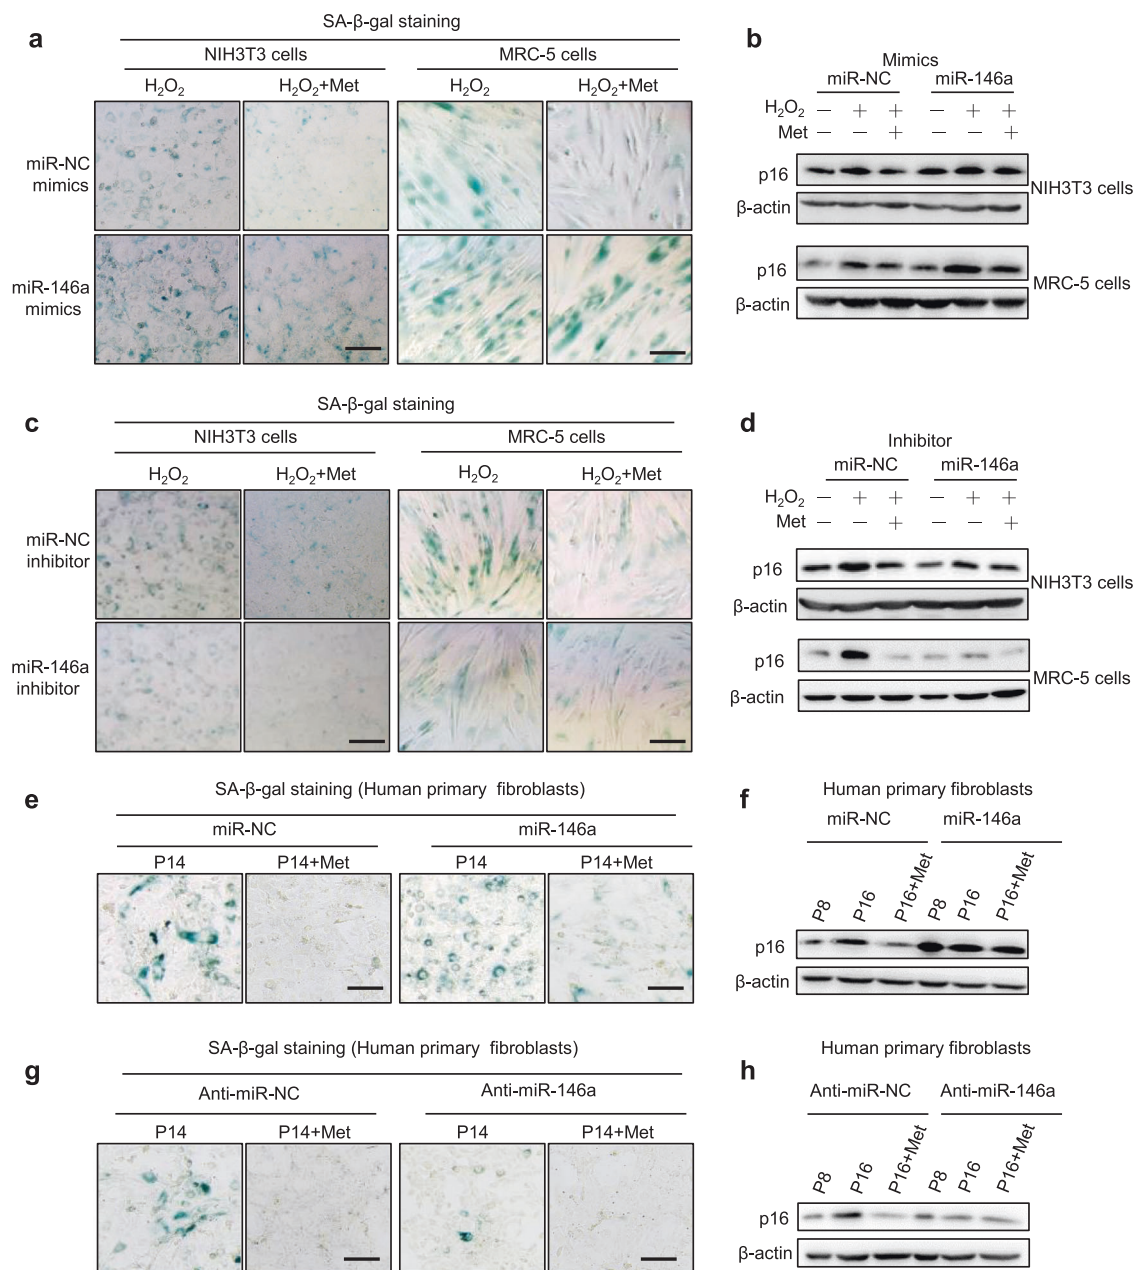 a
SA-β-gal staining
NIH3T3 cells MRC-5 cells
H₂O₂ H₂O₂+Met H₂O₂ H₂O₂+Met
miR-NC
mimics
miR-146a
mimics
b
Mimics
miR-NC miR-146a
H₂O₂ − + + − + +
Met − − + − − +
p16 NIH3T3 cells
β-actin
p16 MRC-5 cells
β-actin
c
SA-β-gal staining
NIH3T3 cells MRC-5 cells
H₂O₂ H₂O₂+Met H₂O₂ H₂O₂+Met
miR-NC
inhibitor
miR-146a
inhibitor
d
Inhibitor
miR-NC miR-146a
H₂O₂ − + + − + +
Met − − + − − +
p16 NIH3T3 cells
β-actin
p16 MRC-5 cells
β-actin
e
SA-β-gal staining (Human primary fibroblasts)
miR-NC miR-146a
P14 P14+Met P14 P14+Met
f
Human primary fibroblasts
miR-NC miR-146a
P8 P16 P16+Met P8 P16 P16+Met
p16
β-actin
g
SA-β-gal staining (Human primary fibroblasts)
Anti-miR-NC Anti-miR-146a
P14 P14+Met P14 P14+Met
h
Human primary fibroblasts
Anti-miR-NC Anti-miR-146a
P8 P16 P16+Met P8 P16 P16+Met
p16
β-actin